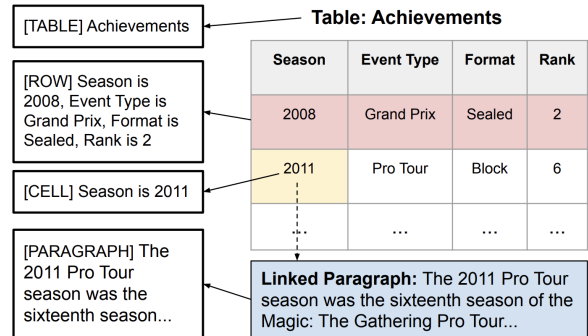 [TABLE] Achievements
[ROW] Season is
2008, Event Type is
Grand Prix, Format is
Sealed, Rank is 2
[CELL] Season is 2011
[PARAGRAPH] The
2011 Pro Tour
season was the
sixteenth season...
Table: Achievements
Season Event Type Format Rank
2008 Grand Prix Sealed 2
2011 Pro Tour Block 6
... ... ... ...
Linked Paragraph: The 2011 Pro Tour
season was the sixteenth season of the
Magic: The Gathering Pro Tour...